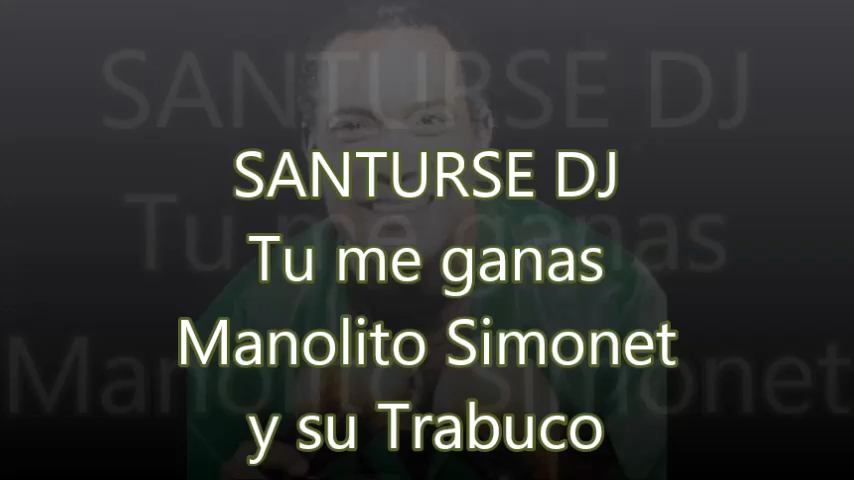 SANTURSE DJ
Tu me ganas
Manolito Simonet
y su Trabuco